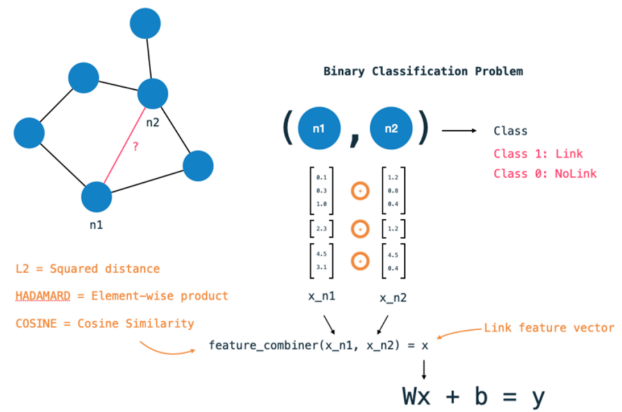 Binary Classification Problem
n2
?
n1
( n1 , n2 )
Class
Class 1: Link
Class 0: NoLink
0.1
0.3
1.0
1.2
0.8
0.4
2.3
1.2
4.5
3.1
4.5
0.4
x_n1
x_n2
L2 = Squared distance
HADAMARD = Element-wise product
COSINE = Cosine Similarity
feature_combiner(x_n1, x_n2) = x
Link feature vector
Wx + b = y